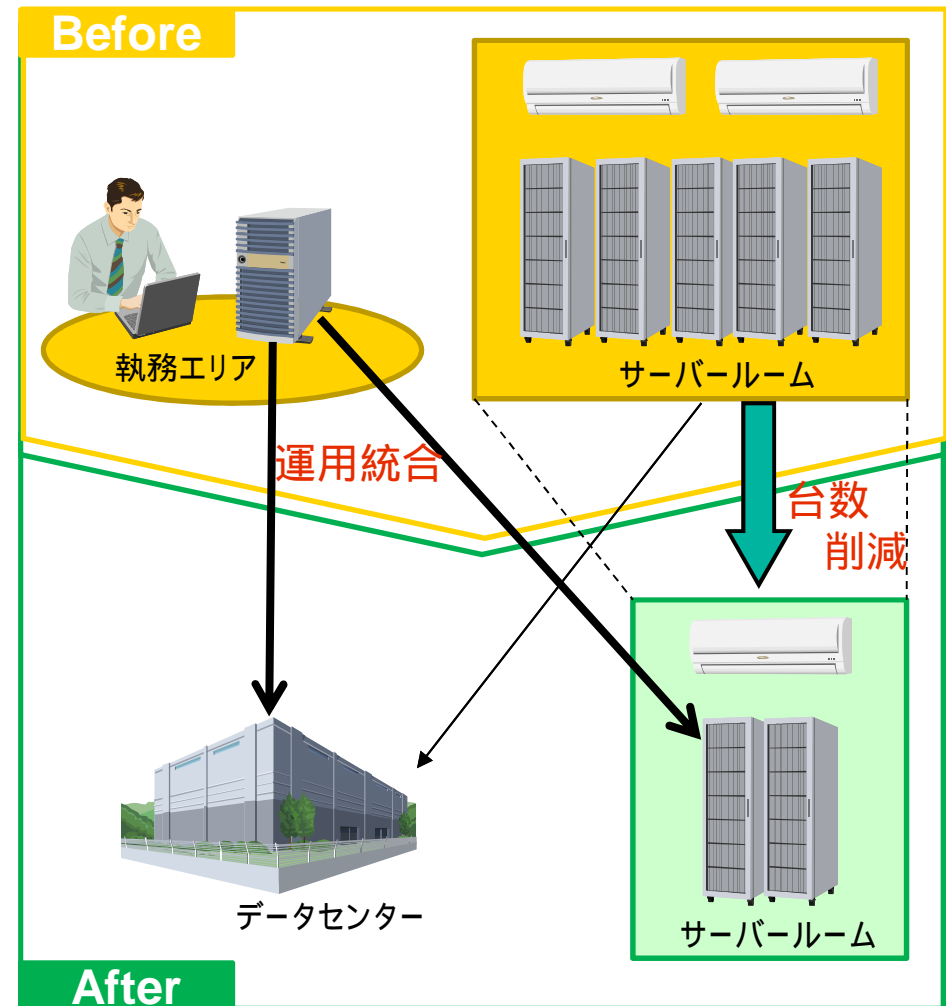 Before
執務エリア
サーバールーム
運用統合
台数
削減
データセンター
サーバールーム
After